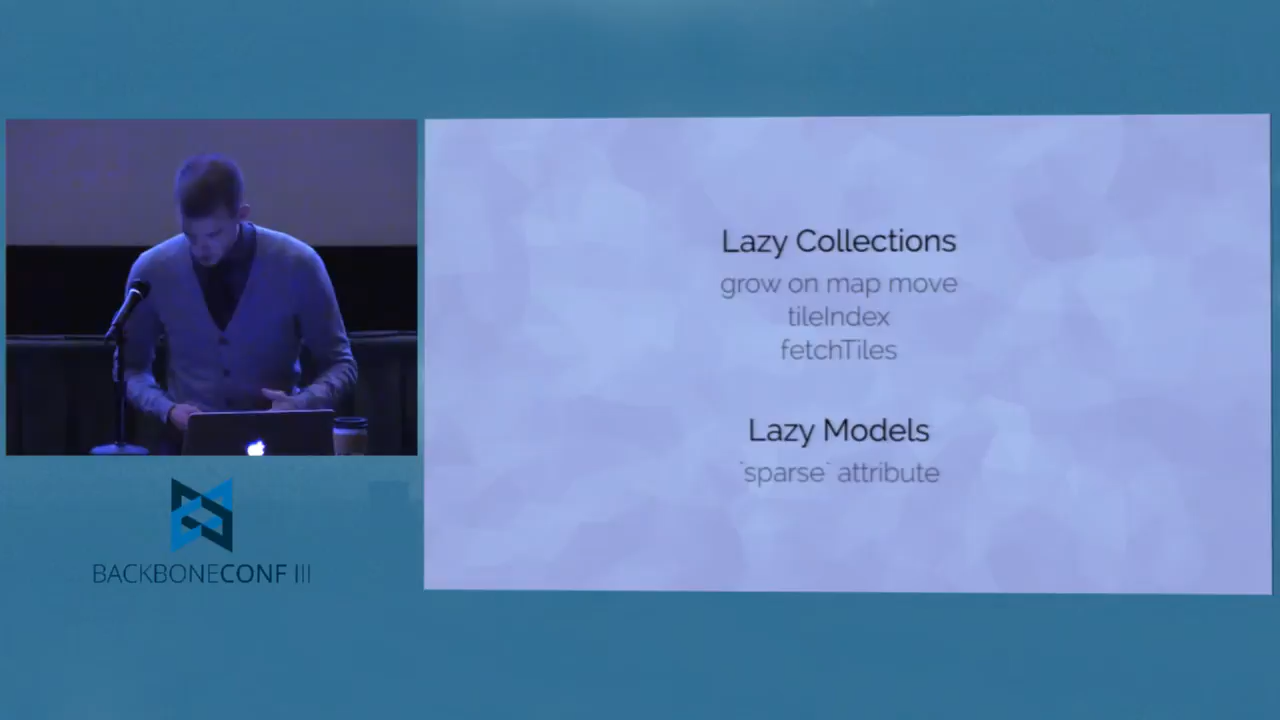 Lazy Collections
grow on map move
tileIndex
fetchTiles
Lazy Models
`sparse` attribute
BACKBONECONF III